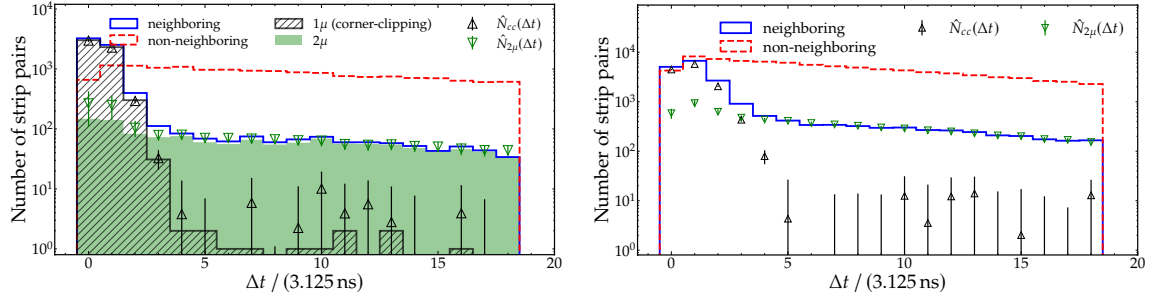 neighboring
non-neighboring
1μ (corner-clipping)
2μ
N̂cc(Δt)
N̂2μ(Δt)
Number of strip pairs
10⁴
10³
10²
10¹
10⁰
0 5 10 15 20
Δt / (3.125 ns)
neighboring
non-neighboring
N̂cc(Δt)
N̂2μ(Δt)
Number of strip pairs
10⁴
10³
10²
10¹
10⁰
0 5 10 15 20
Δt / (3.125 ns)